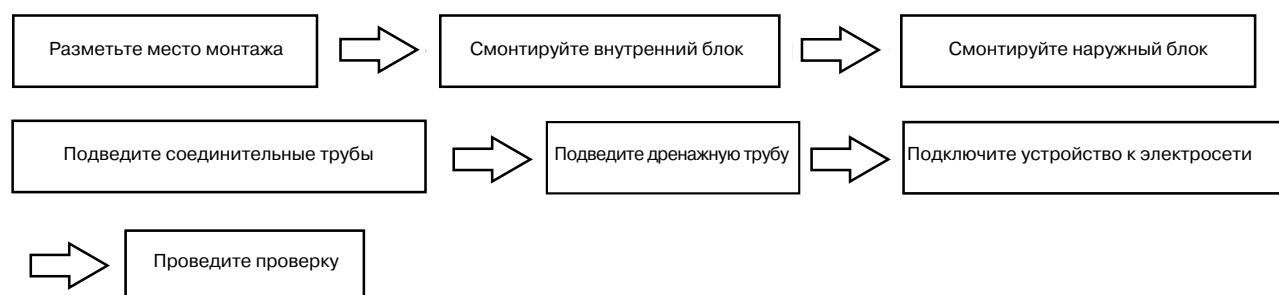 Разметьте место монтажа
Смонтируйте внутренний блок
Смонтируйте наружный блок
Подведите соединительные трубы
Подведите дренажную трубу
Подключите устройство к электросети
Проведите проверку